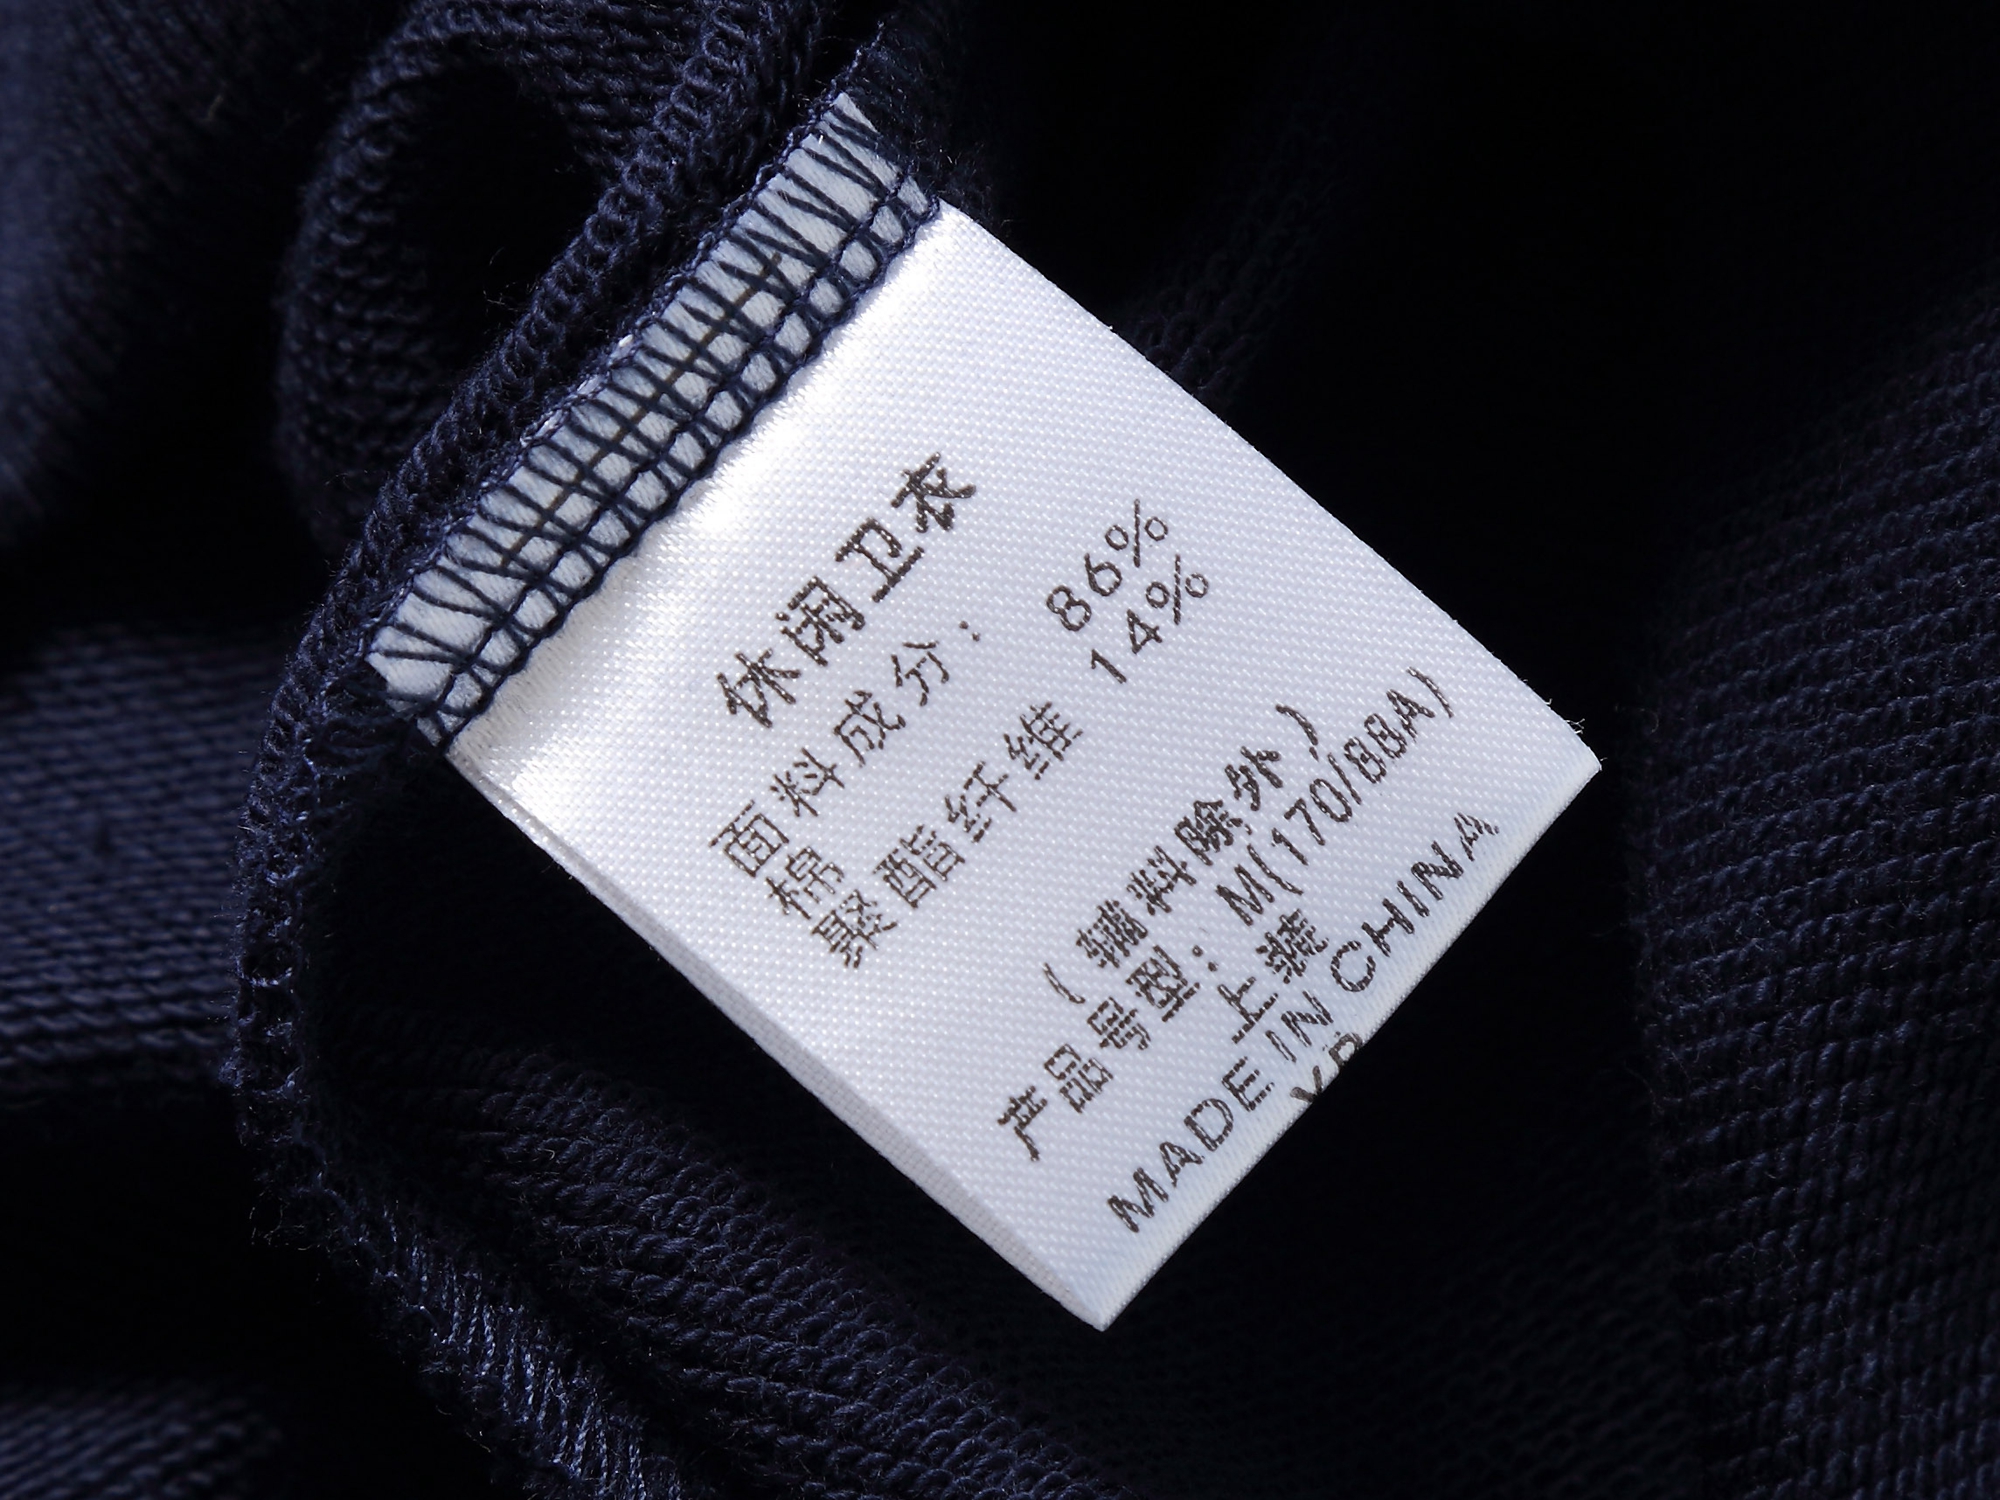 休闲卫衣
面料成分：
棉 86%
聚酯纤维 14%
（辅料除外）
产品号型：M(170/88A)
上装
MADE IN CHINA